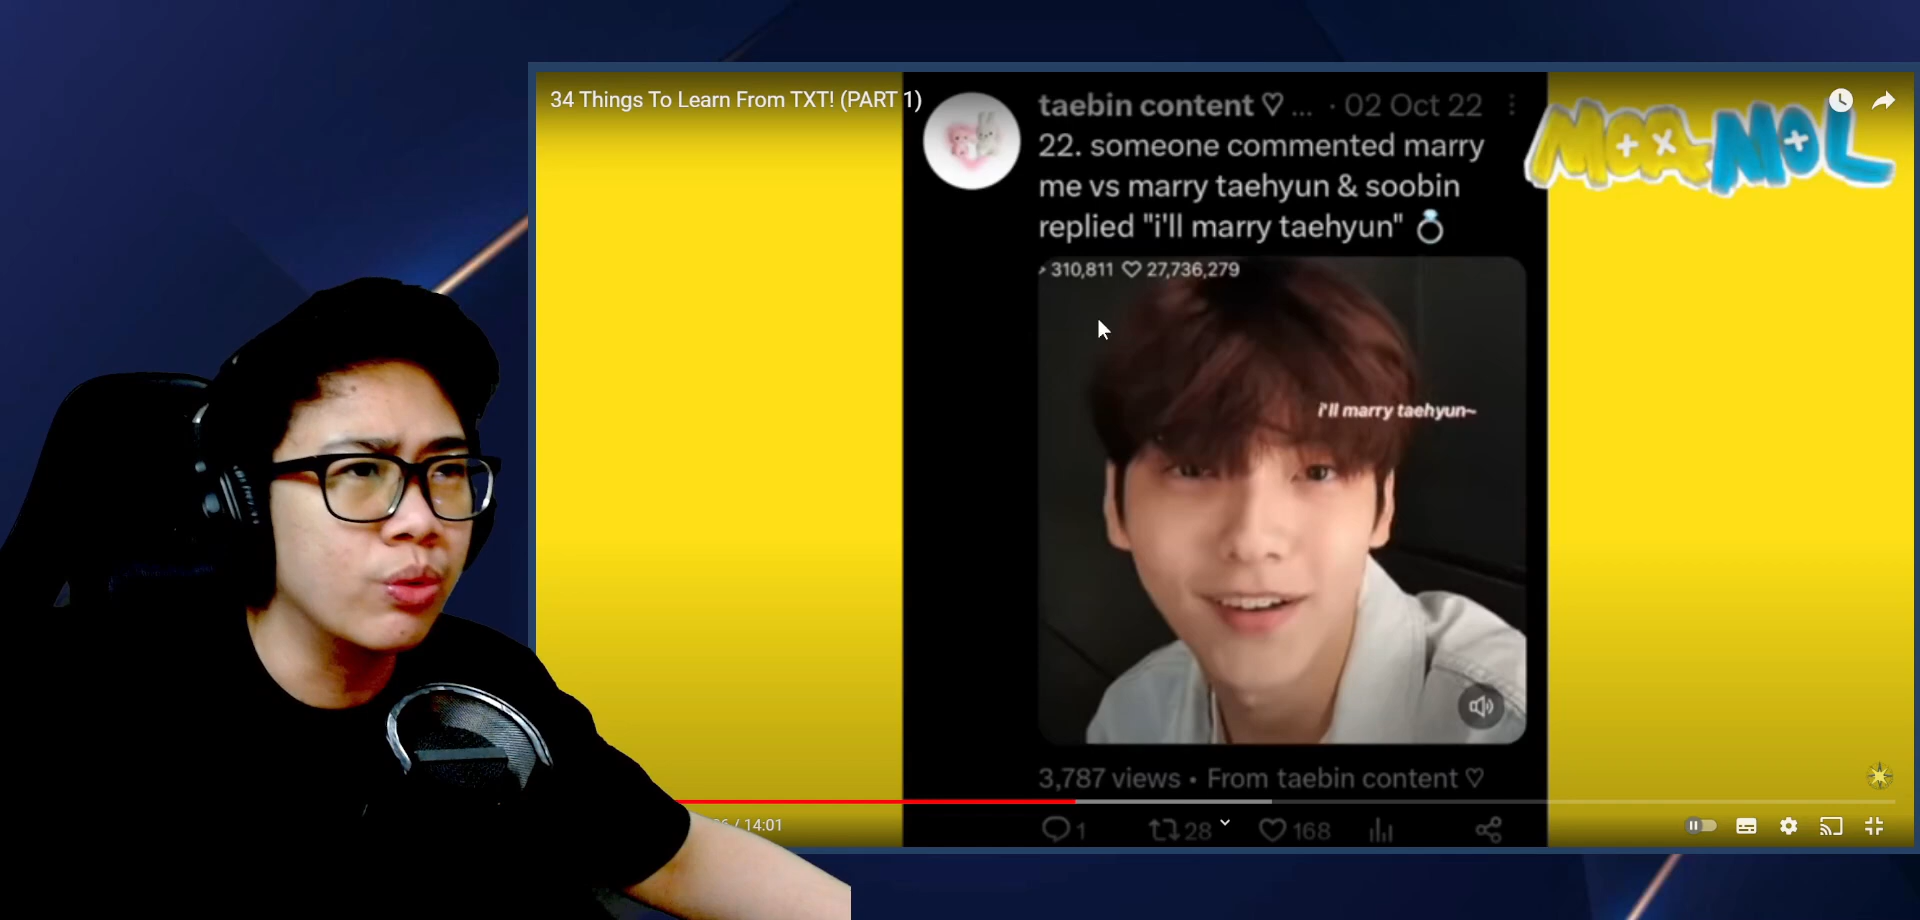 34 Things To Learn From TXT! (PART 1)
taebin content ♡ ... · 02 Oct 22
22. someone commented marry
me vs marry taehyun & soobin
replied "i'll marry taehyun" 💍
MOA MOL
310,811 ♡ 27,736,279
i'll marry taehyun~
3,787 views • From taebin content ♡
1 28 168
/ 14:01